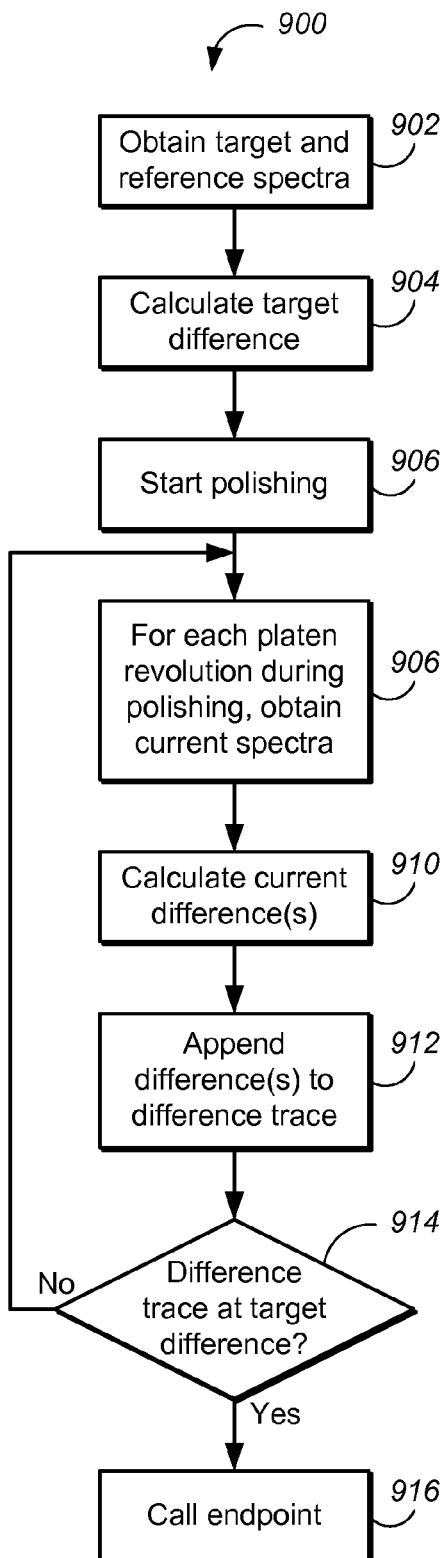 900
902
Obtain target and
reference spectra
904
Calculate target
difference
906
Start polishing
For each platen
revolution during
polishing, obtain
current spectra
906
Calculate current
difference(s)
910
Append
difference(s) to
difference trace
912
914
Difference
trace at target
difference?
No
Yes
Call endpoint
916